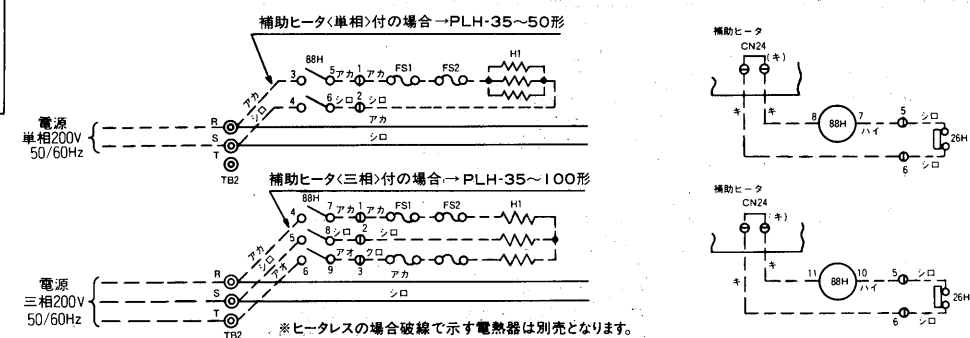 補助ヒータ〈単相〉付の場合→PLH-35～50形
88H
3 5 アカ 1 アカ FS1 FS2 H1
アカ
シロ
4 6 シロ 2 シロ
電源
単相200V
50/60Hz
R アカ
S シロ
T
TB2
補助ヒータ〈三相〉付の場合→PLH-35～100形
88H
4 7 アカ 1 アカ FS1 FS2 H1
アカ
シロ
アオ
5 8 シロ 2
6 9 アオ 3 クロ
電源
三相200V
50/60Hz
R アカ
S シロ
T
TB2
※ヒータレスの場合破線で示す電熱器は別売となります。
補助ヒータ
CN24
(キ)
キ キ
8 88H 7 ハイ 5 シロ
26H
6 シロ
補助ヒータ
CN24
(キ)
キ キ
11 88H 10 ハイ 5 シロ
26H
6 シロ